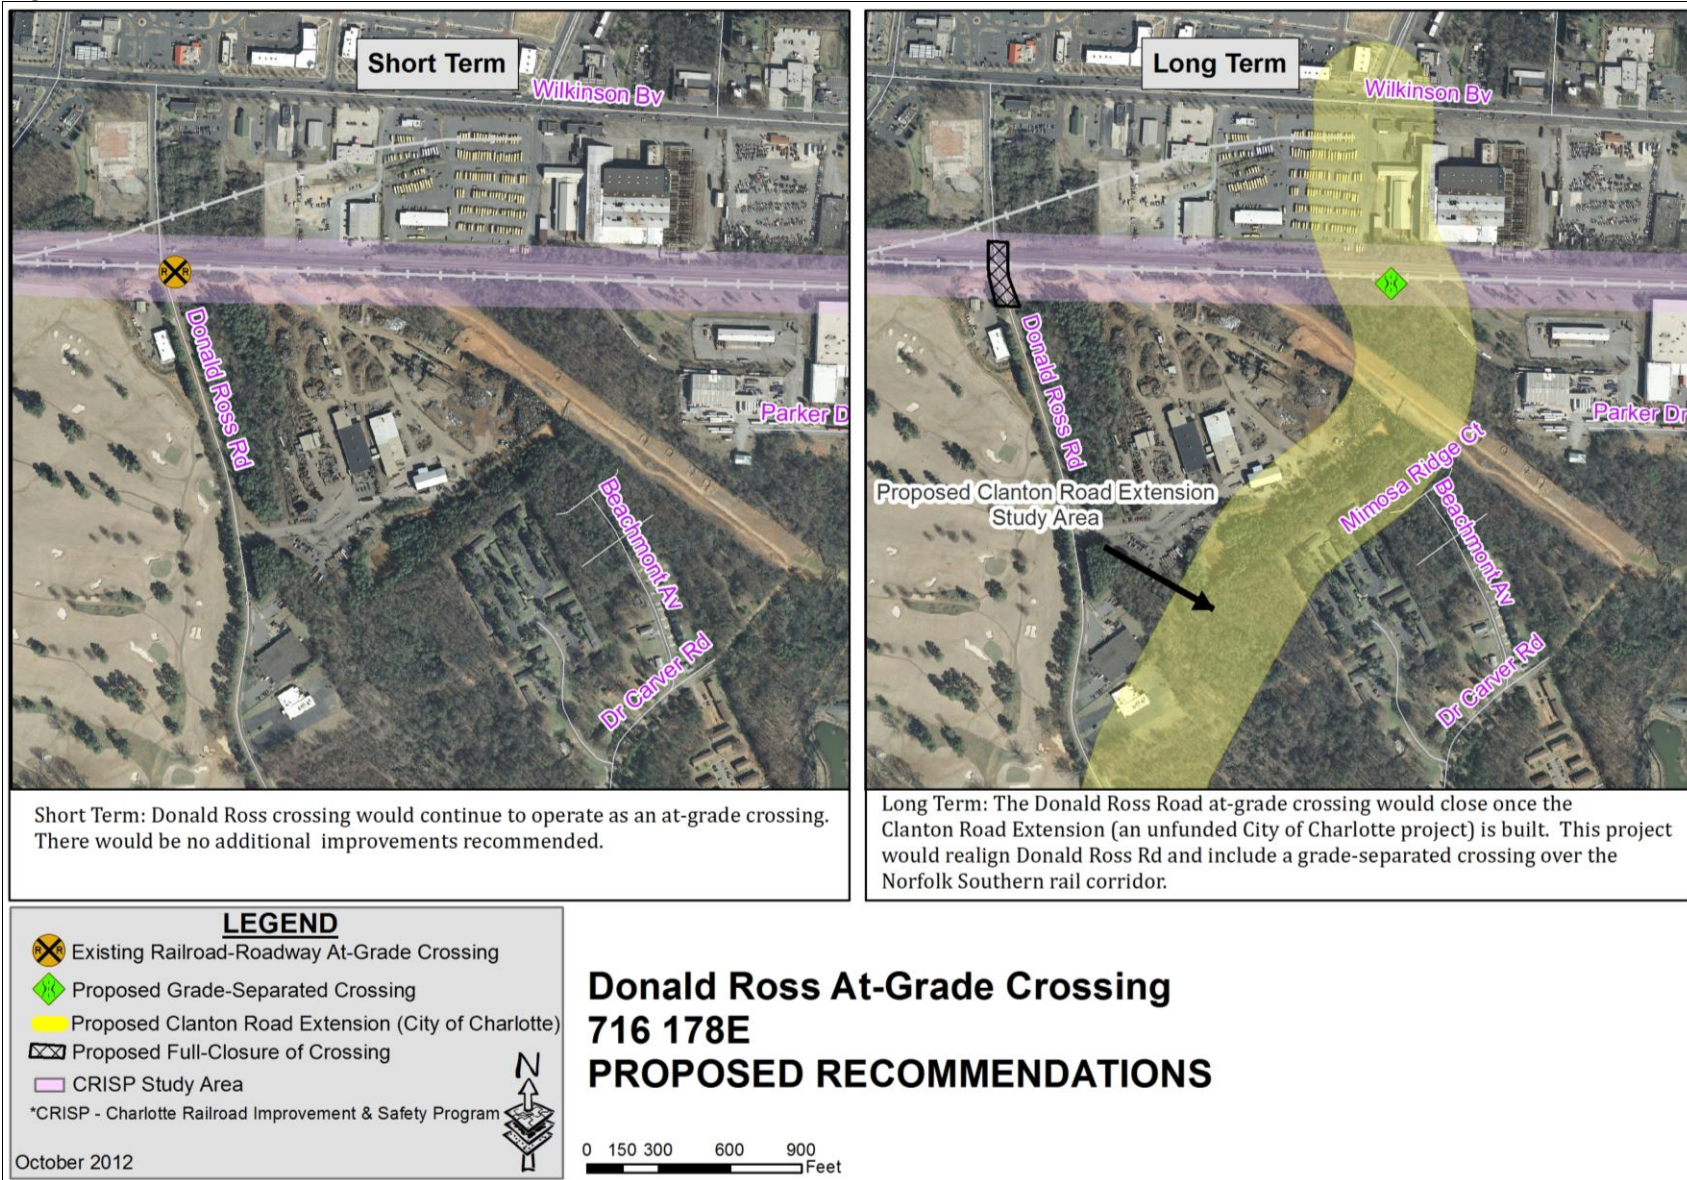 Short Term
Wilkinson Bv
Donald Ross Rd
Parker D
Beachmont Av
Dr Carver Rd
Short Term: Donald Ross crossing would continue to operate as an at-grade crossing.
There would be no additional improvements recommended.
Long Term
Wilkinson Bv
Donald Ross Rd
Parker Dr
Mimosa Ridge Ct
Proposed Clanton Road Extension
Study Area
Beachmont Av
Dr Carver Rd
Long Term: The Donald Ross Road at-grade crossing would close once the
Clanton Road Extension (an unfunded City of Charlotte project) is built. This project
would realign Donald Ross Rd and include a grade-separated crossing over the
Norfolk Southern rail corridor.
LEGEND
R R Existing Railroad-Roadway At-Grade Crossing
Proposed Grade-Separated Crossing
Proposed Clanton Road Extension (City of Charlotte)
Proposed Full-Closure of Crossing
CRISP Study Area
*CRISP - Charlotte Railroad Improvement & Safety Program
N
October 2012
Donald Ross At-Grade Crossing
716 178E
PROPOSED RECOMMENDATIONS
0 150 300 600 900
Feet